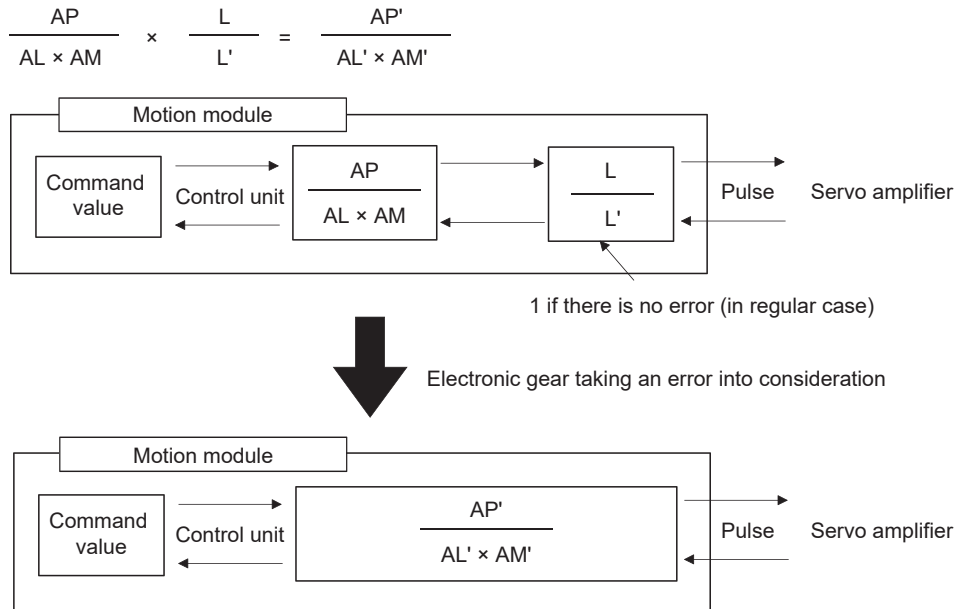 AP × L = AP'
AL × AM L' AL' × AM'
Motion module
Command
value
Control unit
AP
AL × AM
L
L'
Pulse
Servo amplifier
1 if there is no error (in regular case)
Electronic gear taking an error into consideration
Motion module
Command
value
Control unit
AP'
AL' × AM'
Pulse
Servo amplifier